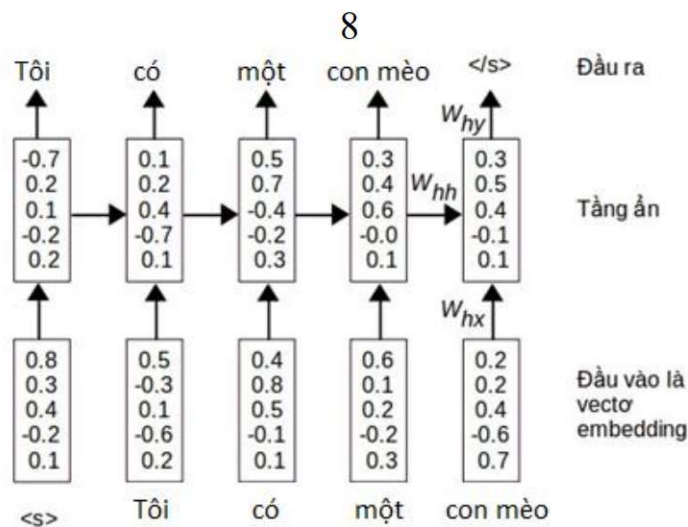 8
Tôi có một con mèo </s> Đầu ra
W_hy
-0.7 0.1 0.5 0.3 0.3
0.2 0.2 0.7 0.4 0.5
W_hh
0.1 0.4 -0.4 0.6 0.4 Tầng ẩn
-0.2 -0.7 -0.2 -0.0 -0.1
0.2 0.1 0.3 0.1 0.1
W_hx
0.8 0.5 0.4 0.6 0.2
0.3 -0.3 0.8 0.1 0.2 Đầu vào là
0.4 0.1 0.5 0.2 0.4 vectơ
-0.2 -0.6 -0.1 -0.2 -0.6 embedding
0.1 0.2 0.1 0.3 0.7
<s> Tôi có một con mèo